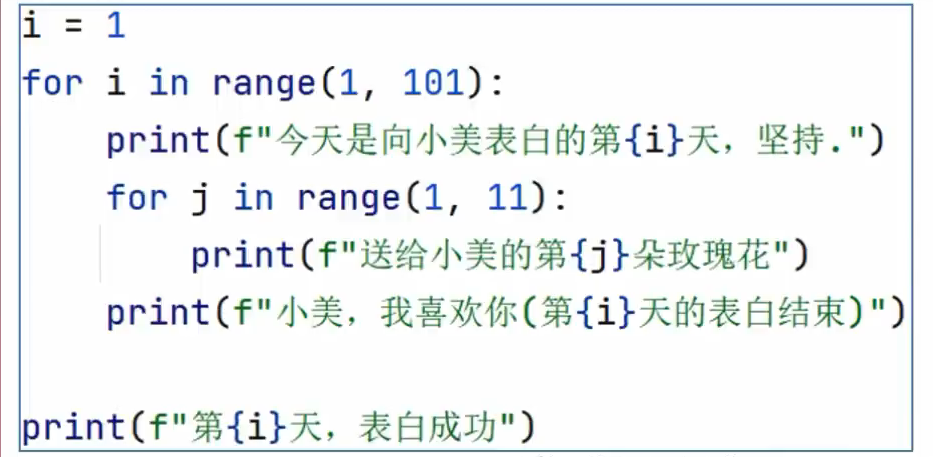 i = 1
for i in range(1, 101):
    print(f"今天是向小美表白的第{i}天，坚持.")
    for j in range(1, 11):
        print(f"送给小美的第{j}朵玫瑰花")
    print(f"小美，我喜欢你(第{i}天的表白结束)")
print(f"第{i}天，表白成功")